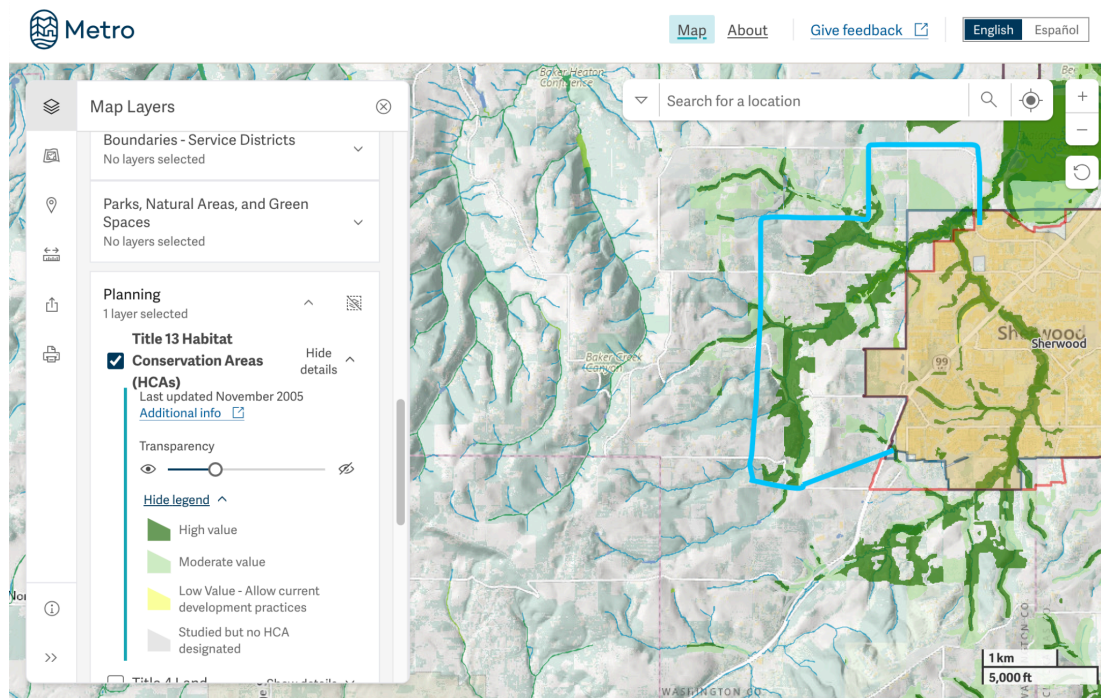 Metro
Map
About
Give feedback
English
Español
Map Layers
Boundaries - Service Districts
No layers selected
Parks, Natural Areas, and Green
Spaces
No layers selected
Planning
1 layer selected
Title 13 Habitat
Conservation Areas
(HCAs)
Hide
details
Last updated November 2005
Additional info
Transparency
Hide legend
High value
Moderate value
Low Value - Allow current
development practices
Studied but no HCA
designated
Search for a location
Baker Heaton
Conference
Baker Creek
Canyon
Sherwood
Sherwood
99
WASHINGTON CO
1 km
5,000 ft